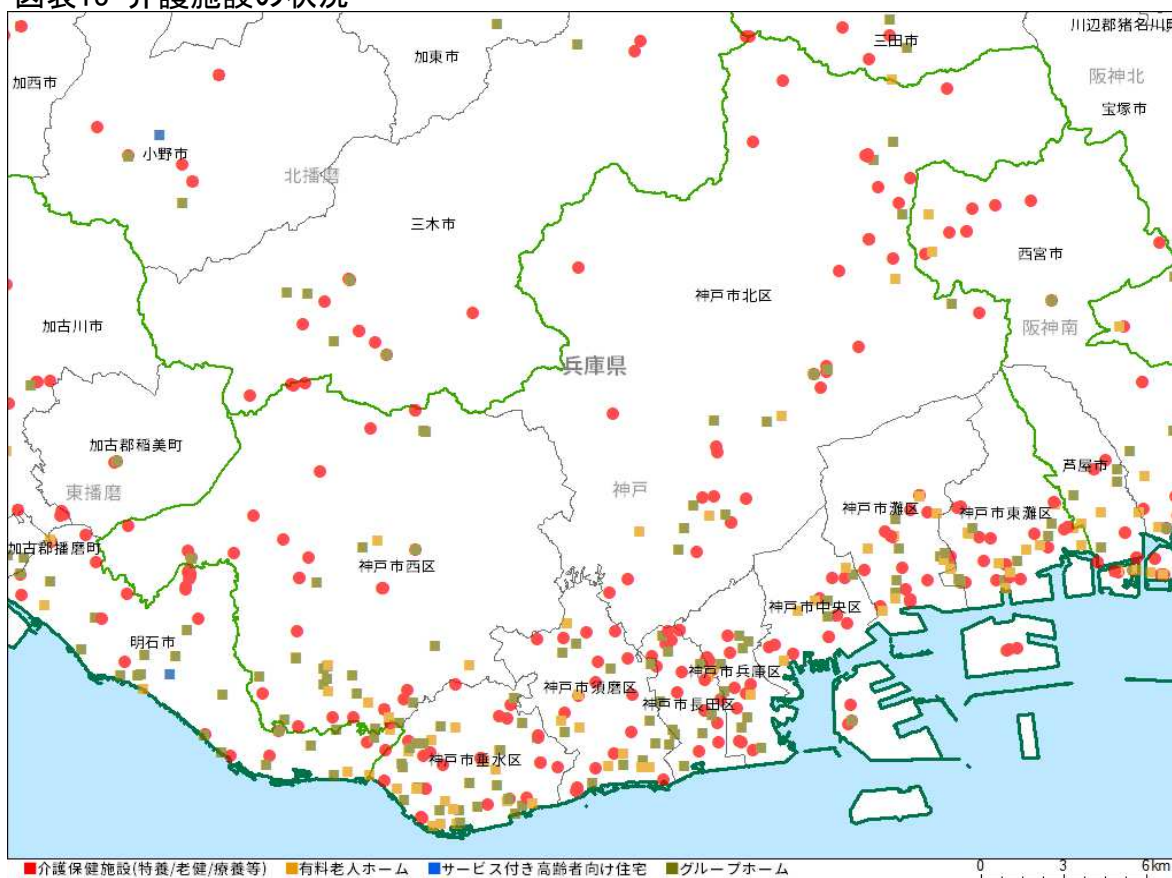 図表10 介護施設の状況
川辺郡猪名川町
三田市
加東市
阪神北
加西市
宝塚市
小野市
北播磨
三木市
西宮市
神戸市北区
加古川市
阪神南
兵庫県
加古郡稲美町
芦屋市
東播磨
神戸
神戸市灘区
神戸市東灘区
加古郡播磨町
神戸市西区
神戸市中央区
明石市
神戸市兵庫区
神戸市須磨区
神戸市長田区
神戸市垂水区
介護保健施設(特養/老健/療養等) 有料老人ホーム サービス付き高齢者向け住宅 グループホーム
0 3 6km